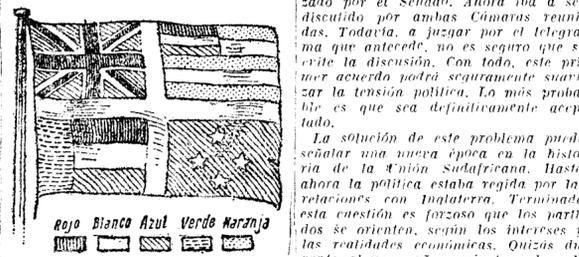 Rojo Blanco Azul Verde Naranja
zado por el Senado. Ahora iba a se
discutido por ambas Cámaras reuni
das. Todavía, a juzgar por el telegra
ma que antecede, no es seguro que s
evite la discusión. Con todo, este pri
mer acuerdo podrá seguramente suavi
zar la tensión política. Lo más proba
ble es que sea definitivamente acep
tado.
La solución de este problema pued
señalar una nueva época en la histo
ria de la Unión Sudafricana. Hasta
ahora la política estaba regida por la
relaciones con Inglaterra. Terminada
esta cuestión es forzoso que los parti
dos se orienten, según los intereses y
las realidades económicas. Quizás du